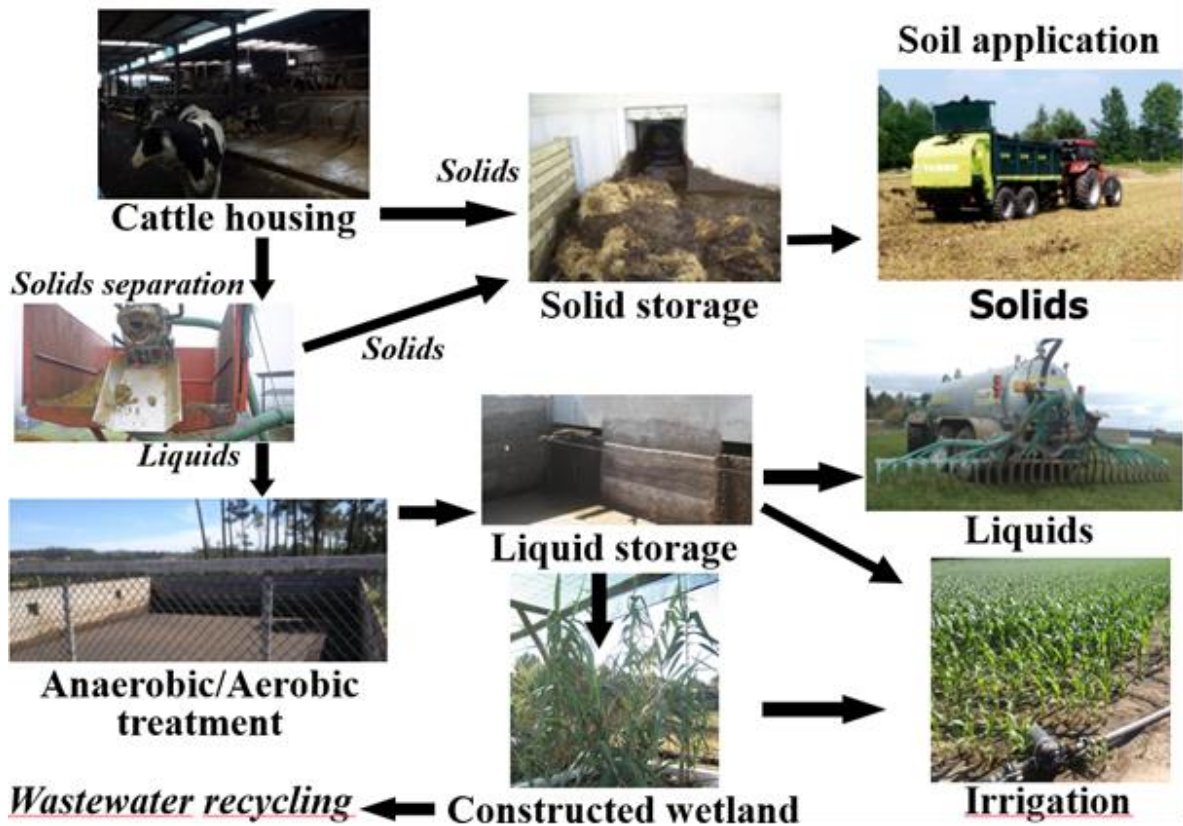 Soil application
Solids
Cattle housing
Solids separation
Solid storage
Solids
Solids
Liquids
Liquid storage
Liquids
Anaerobic/Aerobic
treatment
Wastewater recycling
Constructed wetland
Irrigation